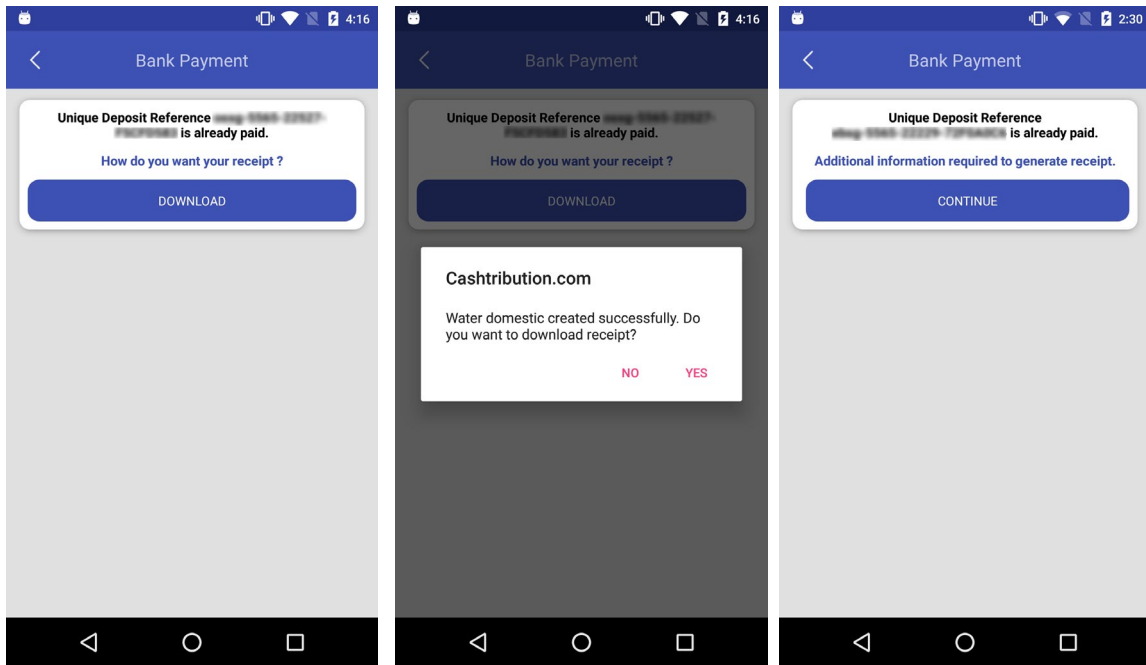 4:16
Bank Payment
Unique Deposit Reference
is already paid.
How do you want your receipt ?
DOWNLOAD
4:16
Bank Payment
Unique Deposit Reference
is already paid.
How do you want your receipt ?
DOWNLOAD
Cashtribution.com
Water domestic created successfully. Do
you want to download receipt?
NO YES
2:30
Bank Payment
Unique Deposit Reference
is already paid.
Additional information required to generate receipt.
CONTINUE